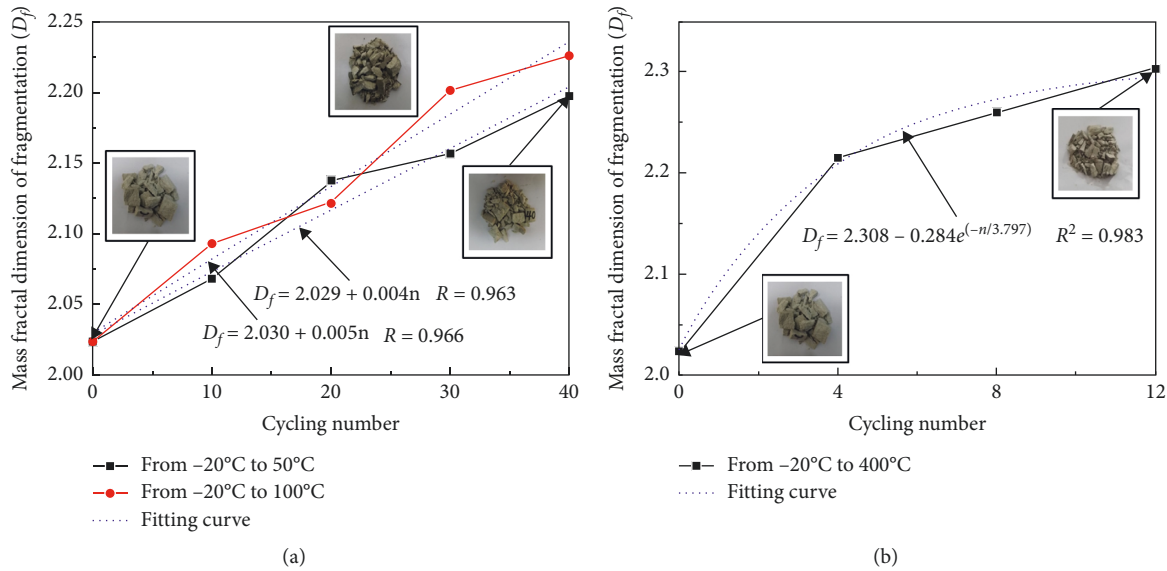 Mass fractal dimension of fragmentation (Df)
2.25
2.20
2.15
2.10
2.05
2.00
Df = 2.029 + 0.004n R = 0.963
Df = 2.030 + 0.005n R = 0.966
0 10 20 30 40
Cycling number
From –20°C to 50°C
From –20°C to 100°C
Fitting curve
(a)
Mass fractal dimension of fragmentation (Df)
2.3
2.2
2.1
2.0
Df = 2.308 – 0.284e(–n/3.797) R2 = 0.983
0 4 8 12
Cycling number
From –20°C to 400°C
Fitting curve
(b)